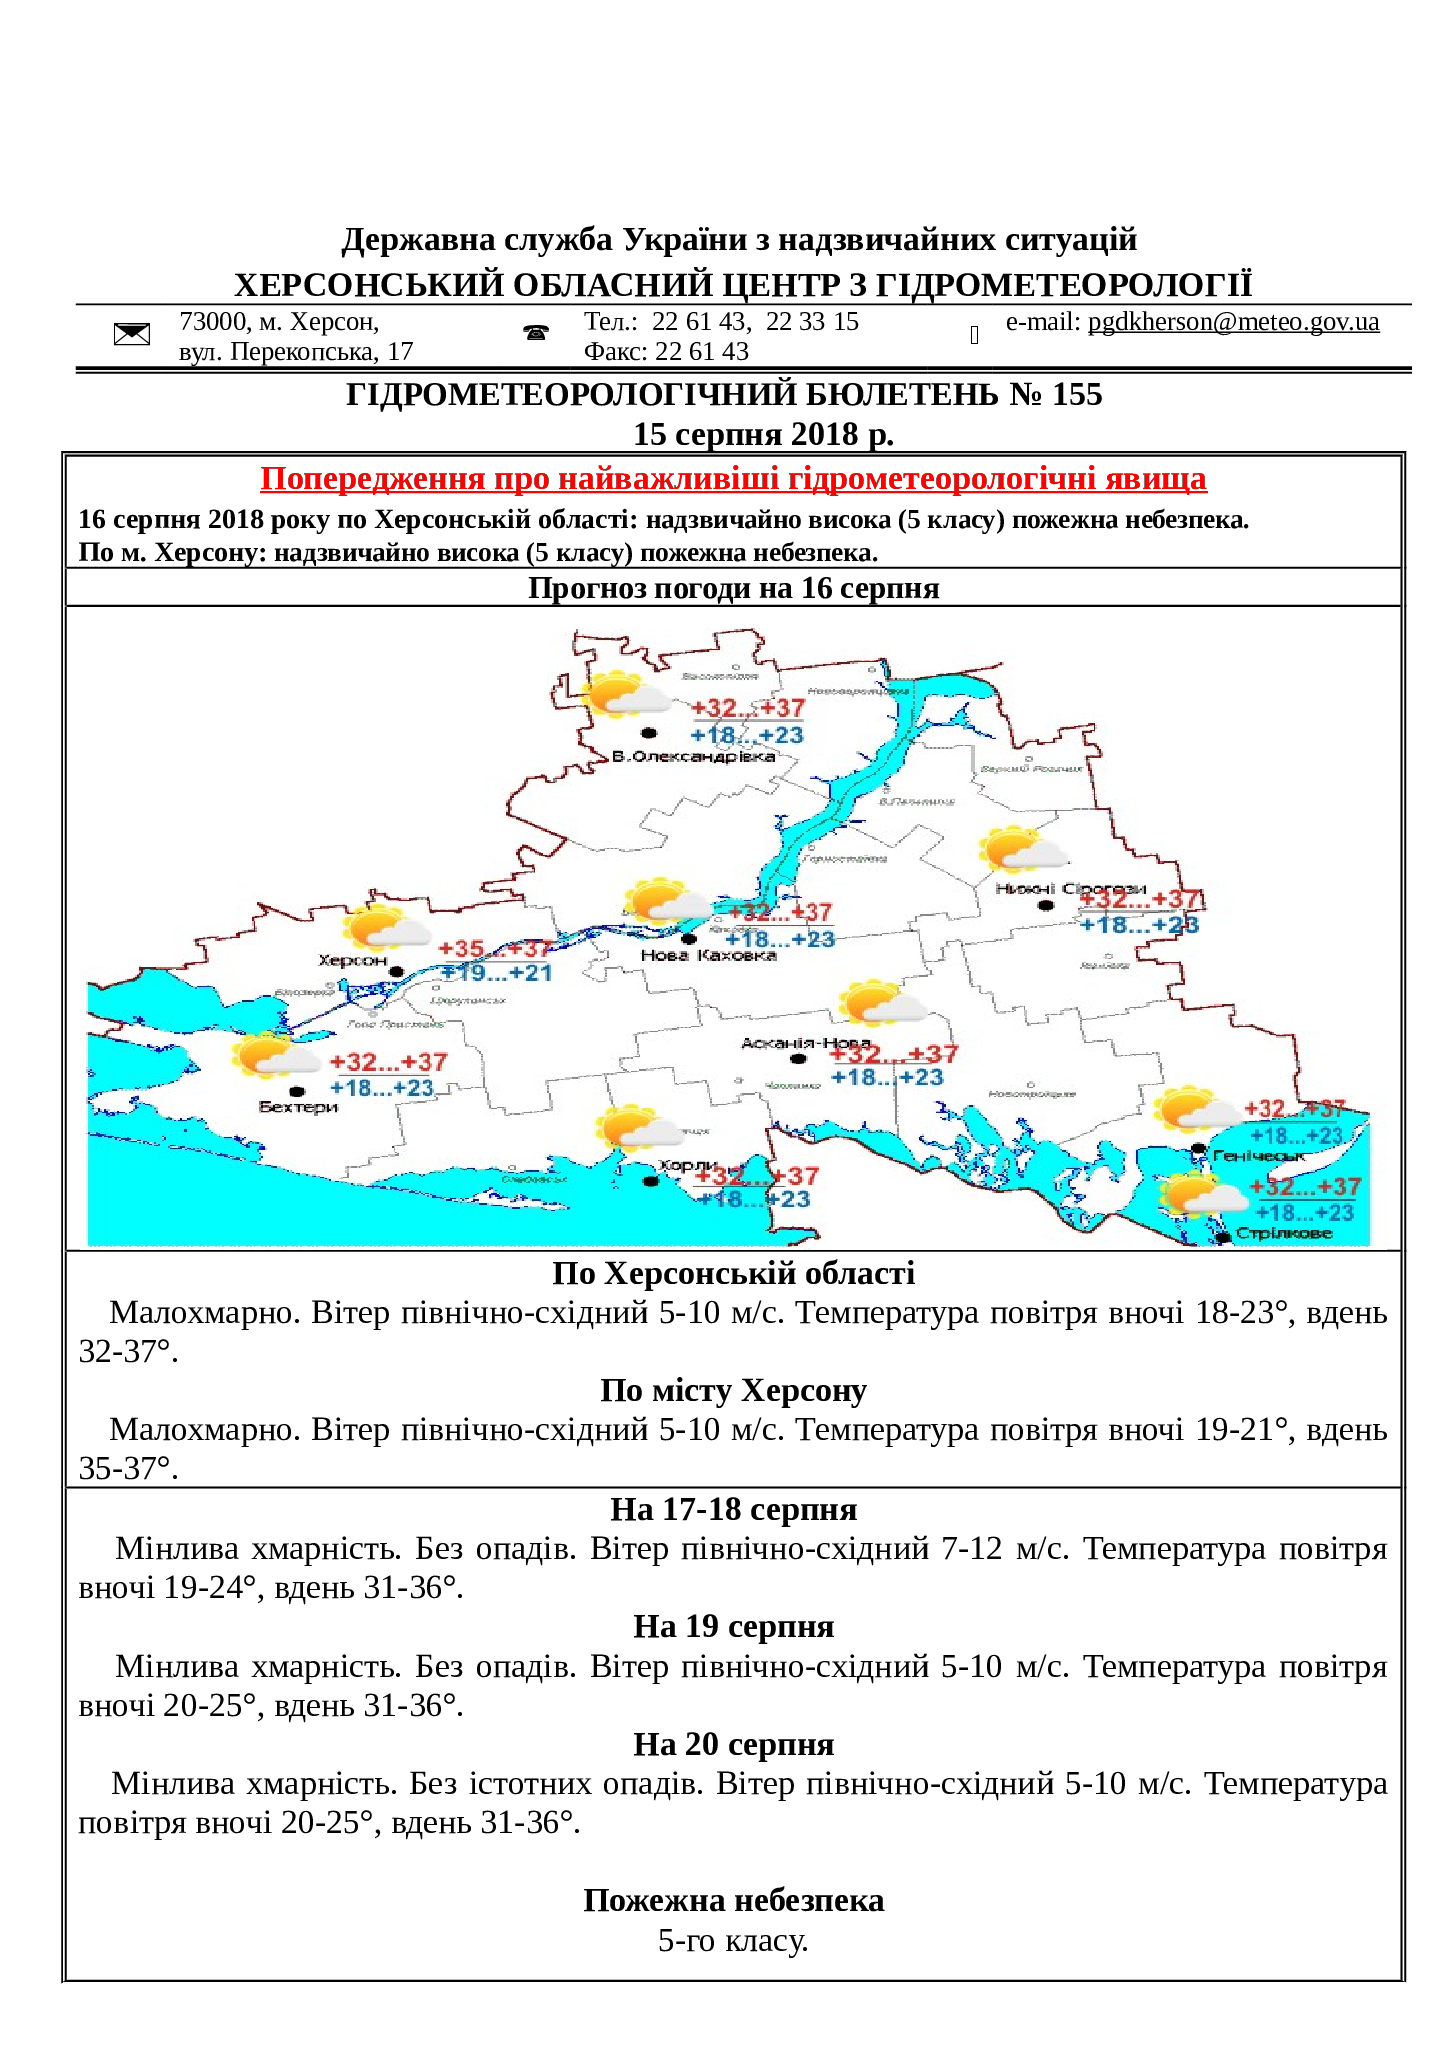 Державна служба України з надзвичайних ситуацій
ХЕРСОНСЬКИЙ ОБЛАСНИЙ ЦЕНТР З ГІДРОМЕТЕОРОЛОГІЇ
73000, м. Херсон,
вул. Перекопська, 17
Тел.: 22 61 43, 22 33 15
Факс: 22 61 43
e-mail: pgdkherson@meteo.gov.ua
ГІДРОМЕТЕОРОЛОГІЧНИЙ БЮЛЕТЕНЬ № 155
15 серпня 2018 р.
Попередження про найважливіші гідрометеорологічні явища
16 серпня 2018 року по Херсонській області: надзвичайно висока (5 класу) пожежна небезпека.
По м. Херсону: надзвичайно висока (5 класу) пожежна небезпека.
Прогноз погоди на 16 серпня
+32...+37
+18...+23
В.Олександрівка
Нижні Сірогози
+32...+37
+18...+23
+32...+37
+18...+23
Нова Каховка
+35...+37
+19...+21
Херсон
Асканія-Нова
+32...+37
+18...+23
+32...+37
+18...+23
Бехтери
+32...+37
+18...+23
Генічеськ
Хорли
+32...+37
+18...+23
+32...+37
+18...+23
Стрілкове
По Херсонській області
Малохмарно. Вітер північно-східний 5-10 м/с. Температура повітря вночі 18-23°, вдень
32-37°.
По місту Херсону
Малохмарно. Вітер північно-східний 5-10 м/с. Температура повітря вночі 19-21°, вдень
35-37°.
На 17-18 серпня
Мінлива хмарність. Без опадів. Вітер північно-східний 7-12 м/с. Температура повітря
вночі 19-24°, вдень 31-36°.
На 19 серпня
Мінлива хмарність. Без опадів. Вітер північно-східний 5-10 м/с. Температура повітря
вночі 20-25°, вдень 31-36°.
На 20 серпня
Мінлива хмарність. Без істотних опадів. Вітер північно-східний 5-10 м/с. Температура
повітря вночі 20-25°, вдень 31-36°.
Пожежна небезпека
5-го класу.